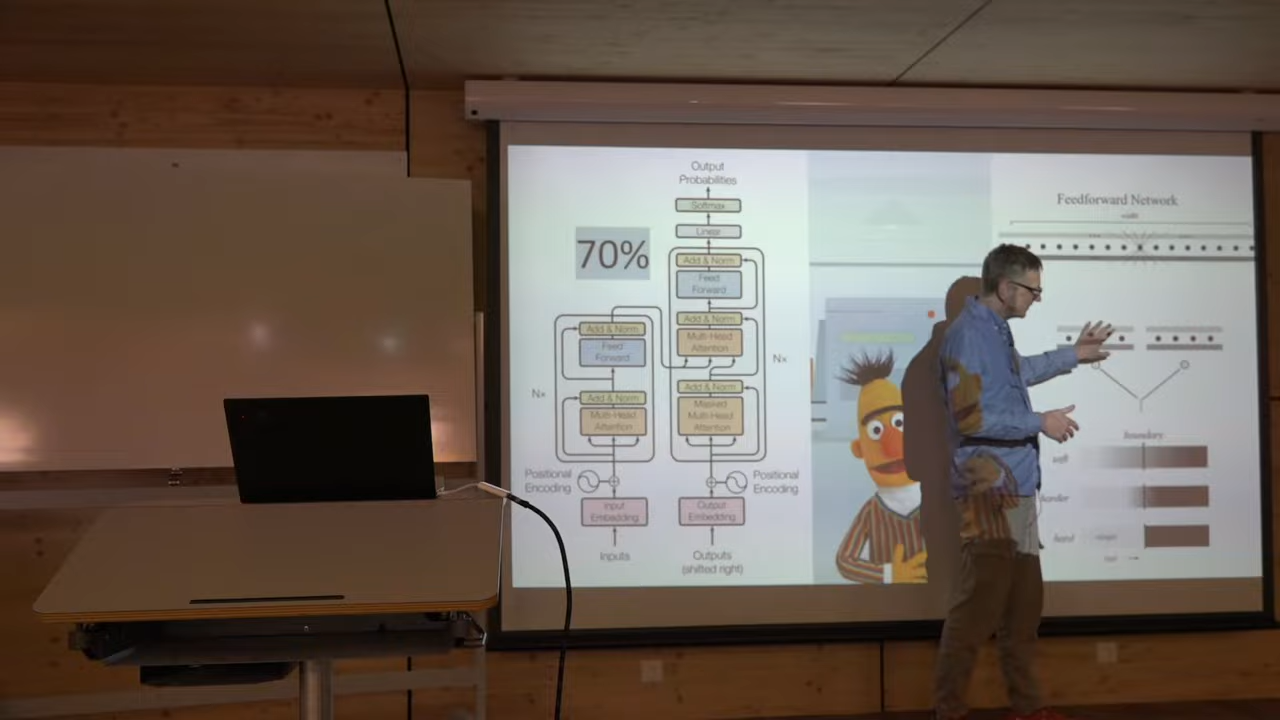 Output
Probabilities
Softmax
Linear
70%
Add & Norm
Feed
Forward
Add & Norm
Multi-Head
Attention
Nx
Add & Norm
Masked
Multi-Head
Attention
Add & Norm
Feed
Forward
Nx
Add & Norm
Multi-Head
Attention
Positional
Encoding
Positional
Encoding
Input
Embedding
Output
Embedding
Inputs
Outputs
(shifted right)
Feedforward Network
width
boundary
soft
harder
hard